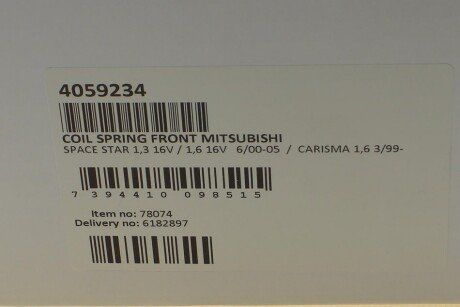 4059234
COIL SPRING FRONT MITSUBISHI
SPACE STAR 1,3 16V / 1,6 16V 6/00-05 / CARISMA 1,6 3/99-
7 394410 098515
Item no: 78074
Delivery no: 6182897